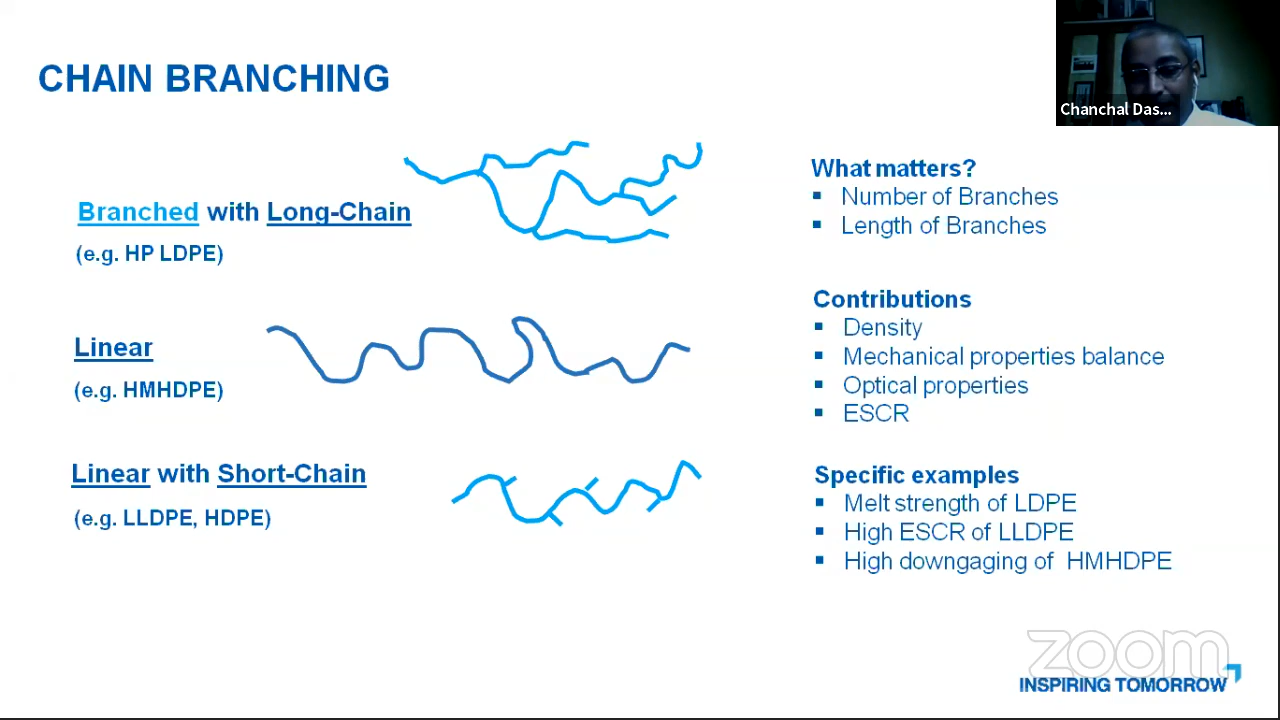 CHAIN BRANCHING
Chanchal Das...
Branched with Long-Chain
(e.g. HP LDPE)
Linear
(e.g. HMHDPE)
Linear with Short-Chain
(e.g. LLDPE, HDPE)
What matters?
▪ Number of Branches
▪ Length of Branches
Contributions
▪ Density
▪ Mechanical properties balance
▪ Optical properties
▪ ESCR
Specific examples
▪ Melt strength of LDPE
▪ High ESCR of LLDPE
▪ High downgaging of HMHDPE
zoom
INSPIRING TOMORROW